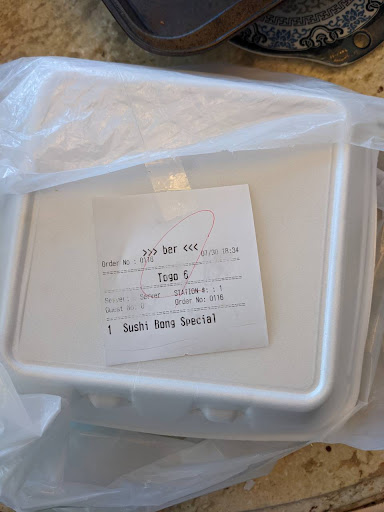 >>> ber <<<
Order No : 0116 01/30 18:34
Togo 6
Server: Server STATION #: : 1
Guest No: 0 Order No: 0116
1 Sushi Bong Special